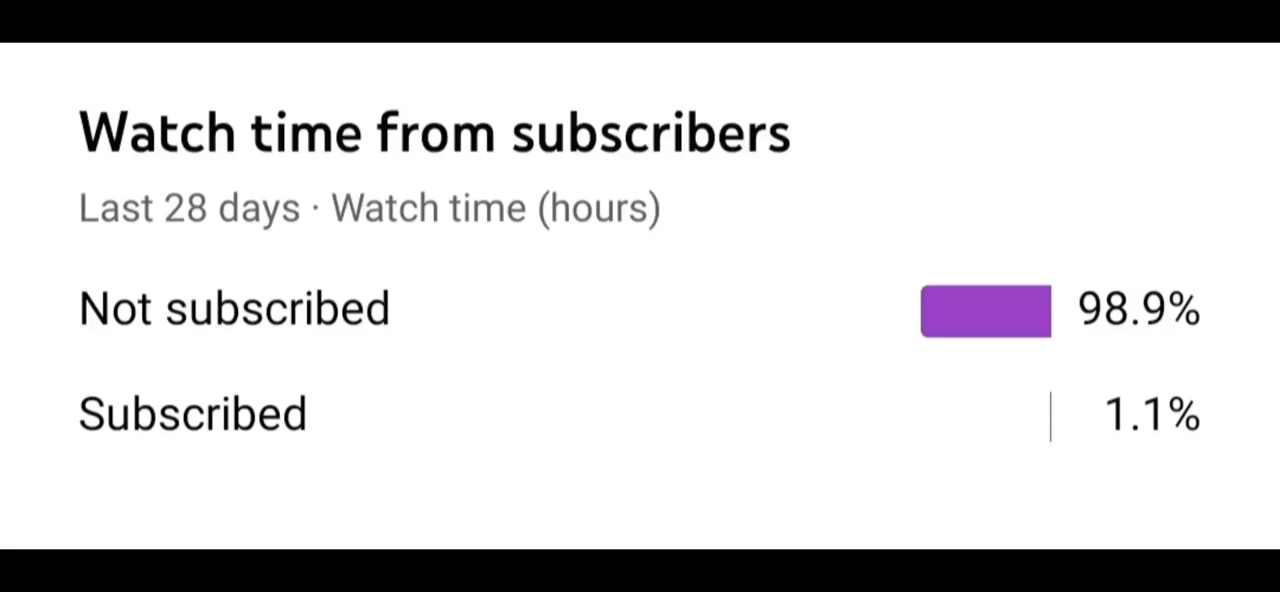 Watch time from subscribers
Last 28 days · Watch time (hours)
Not subscribed 98.9%
Subscribed 1.1%